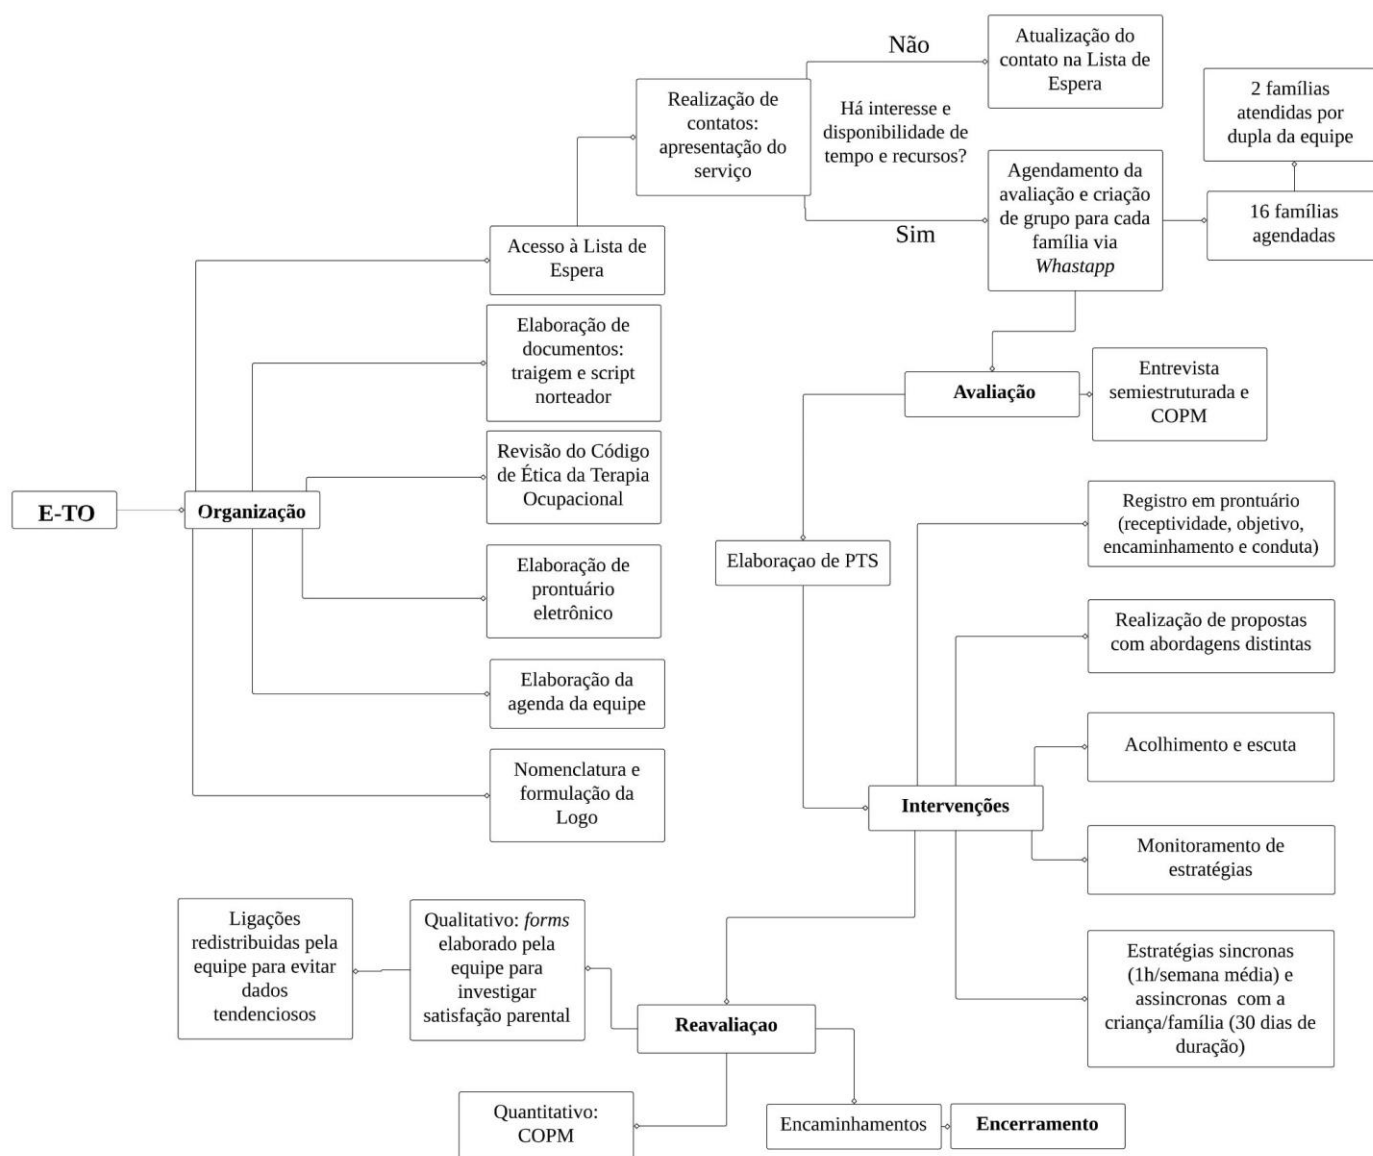 E-TO
Organização
Acesso à Lista de
Espera
Elaboração de
documentos:
traigem e script
norteador
Revisão do Código
de Ética da Terapia
Ocupacional
Elaboração de
prontuário
eletrônico
Elaboração da
agenda da equipe
Nomenclatura e
formulação da
Logo
Realização de
contatos:
apresentação do
serviço
Há interesse e
disponibilidade de
tempo e recursos?
Não
Atualização do
contato na Lista de
Espera
Sim
Agendamento da
avaliação e criação
de grupo para cada
família via
Whastapp
16 famílias
agendadas
2 famílias
atendidas por
dupla da equipe
Avaliação
Entrevista
semiestruturada e
COPM
Elaboraçao de PTS
Intervenções
Registro em prontuário
(receptividade, objetivo,
encaminhamento e conduta)
Realização de propostas
com abordagens distintas
Acolhimento e escuta
Monitoramento de
estratégias
Estratégias sincronas
(1h/semana média) e
assincronas com a
criança/família (30 dias de
duração)
Reavaliaçao
Qualitativo: forms
elaborado pela
equipe para
investigar
satisfação parental
Ligações
redistribuidas pela
equipe para evitar
dados
tendenciosos
Quantitativo:
COPM
Encaminhamentos
Encerramento